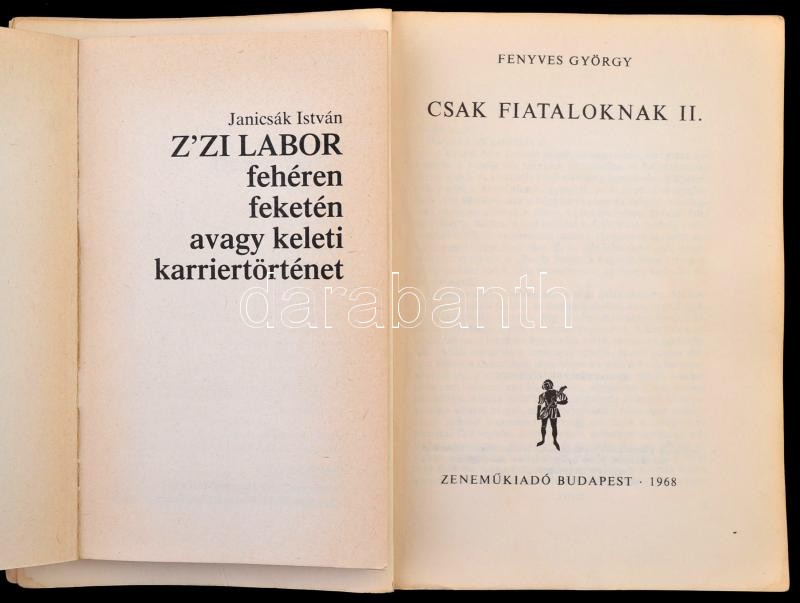 Janicsák István
Z'ZI LABOR
fehéren
feketén
avagy keleti
karriertörténet
FENYVES GYÖRGY
CSAK FIATALOKNAK II.
ZENEMŰKIADÓ BUDAPEST · 1968
darabanth